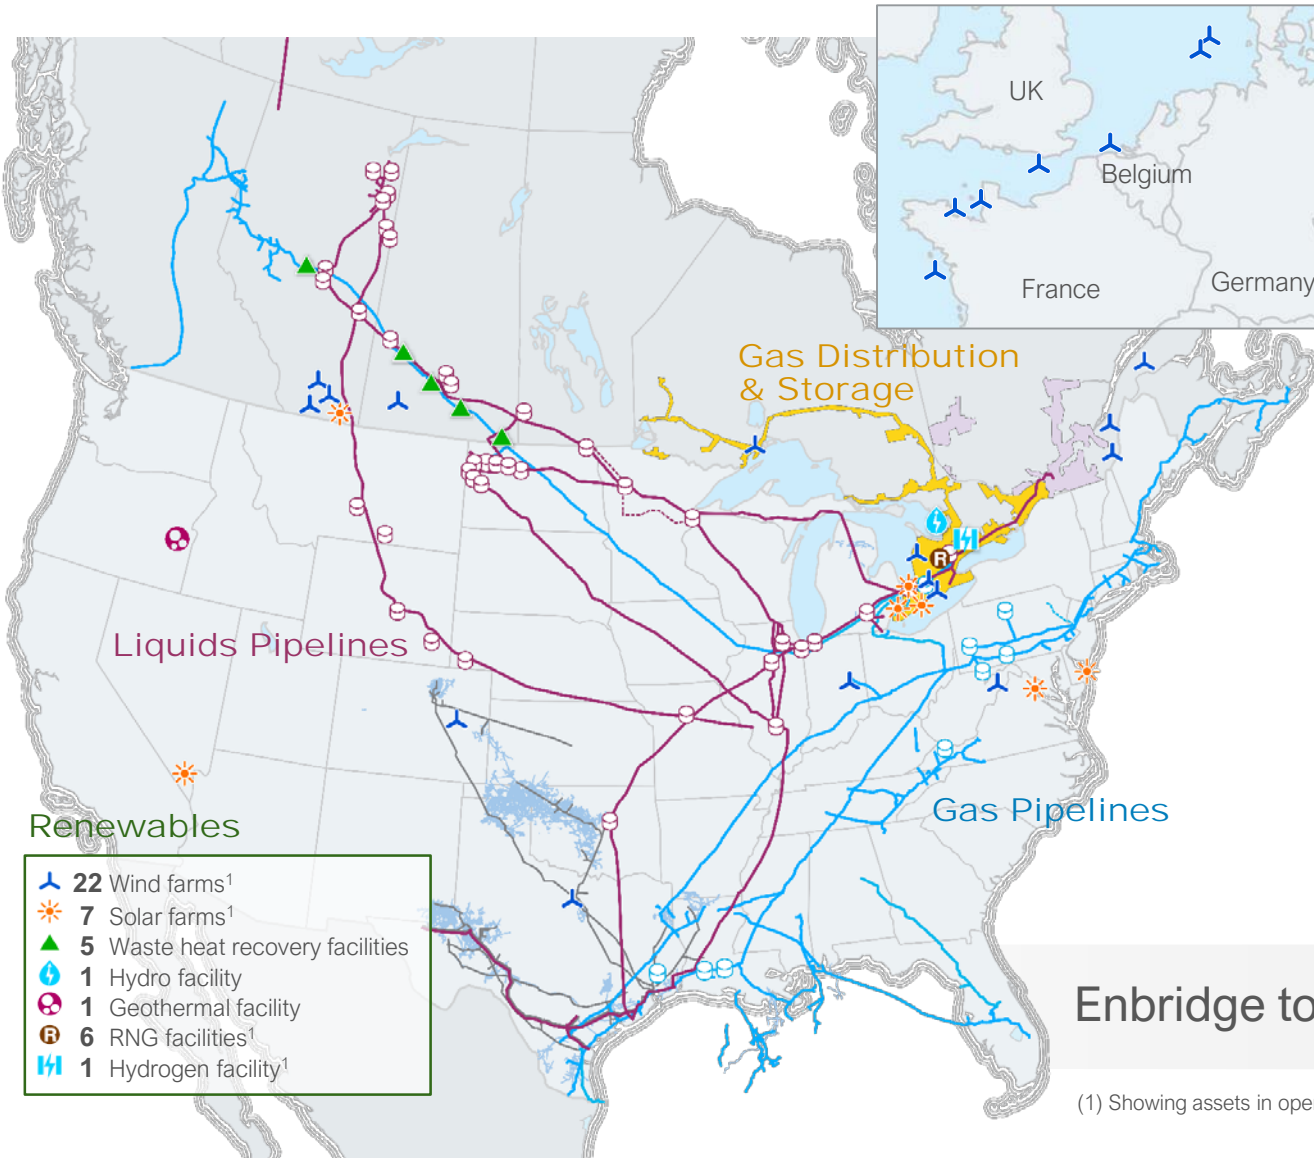 UK
Belgium
France
Germany
Gas Distribution
& Storage
Liquids Pipelines
Gas Pipelines
Renewables
22 Wind farms¹
7 Solar farms¹
5 Waste heat recovery facilities
1 Hydro facility
1 Geothermal facility
R 6 RNG facilities¹
1 Hydrogen facility¹
R
Enbridge to
(1) Showing assets in ope